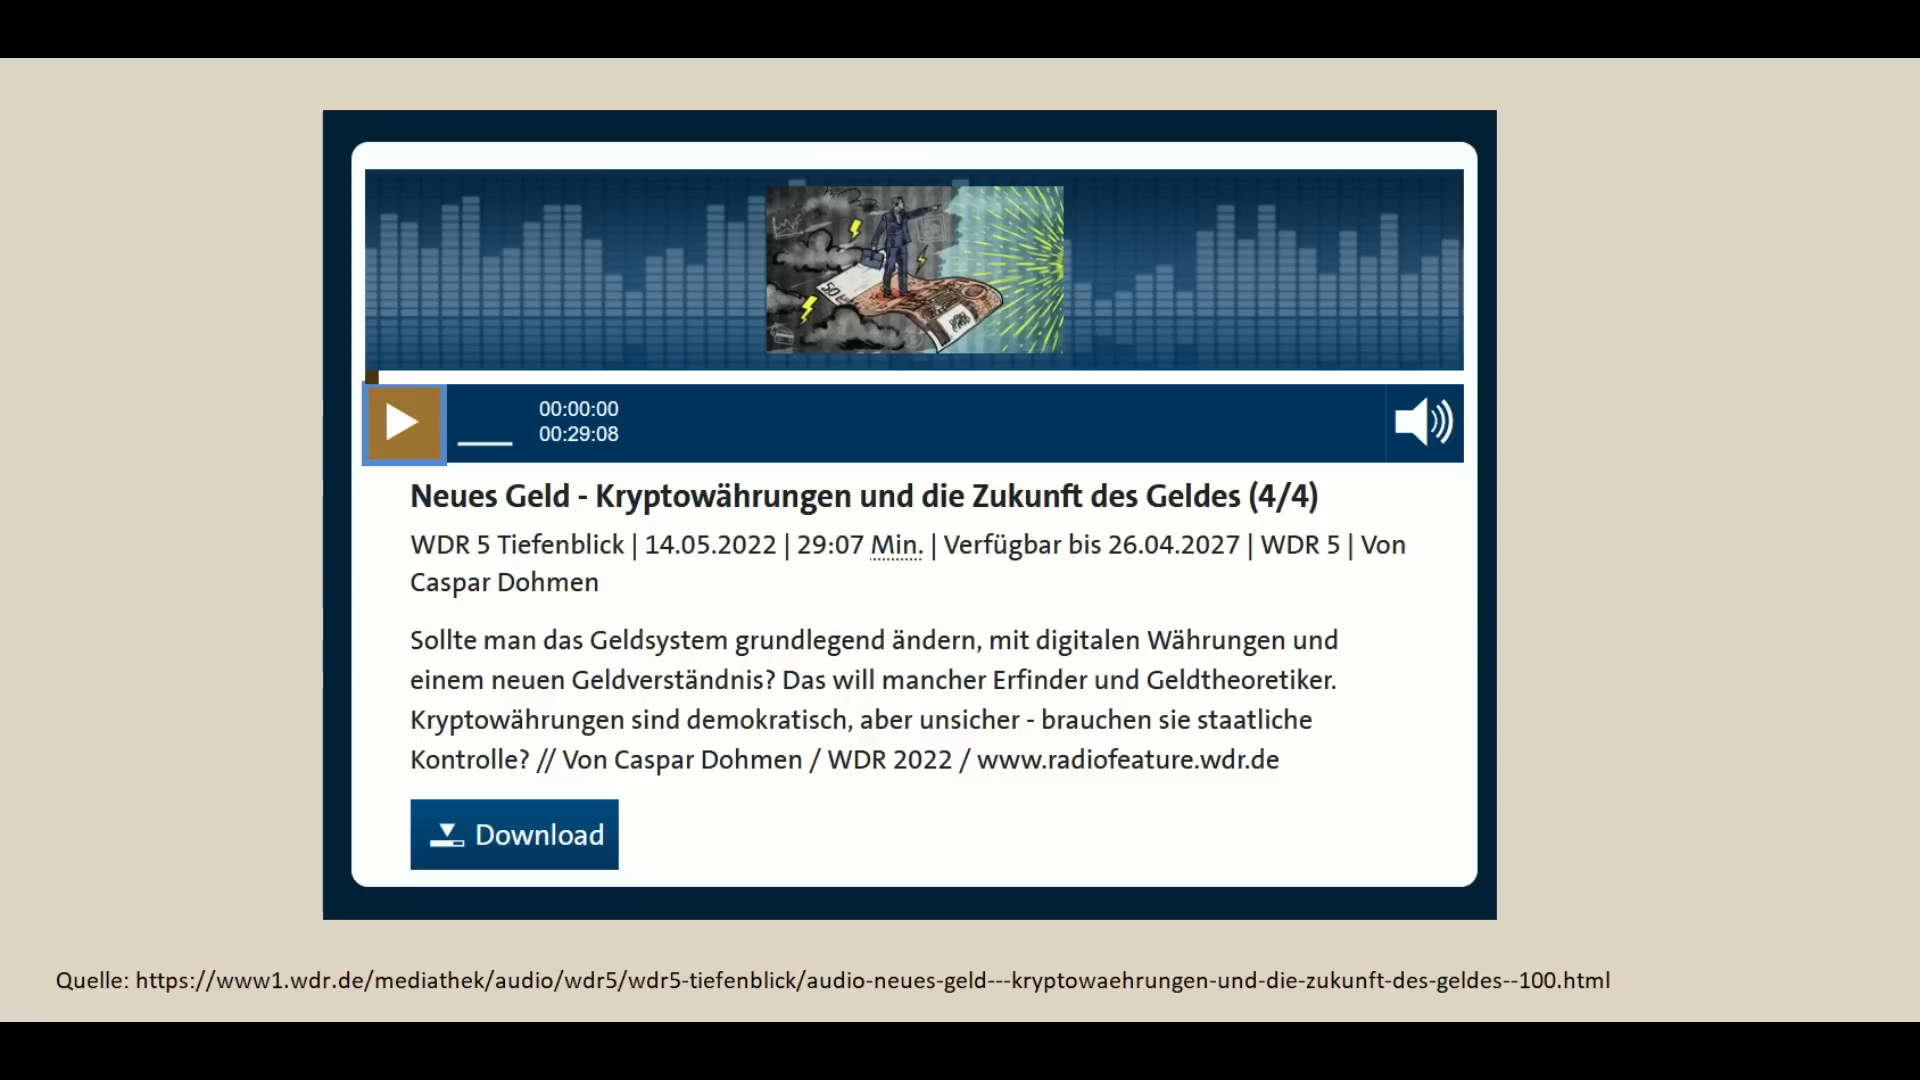 50
00:00:00
00:29:08
Neues Geld - Kryptowährungen und die Zukunft des Geldes (4/4)
WDR 5 Tiefenblick | 14.05.2022 | 29:07 Min. | Verfügbar bis 26.04.2027 | WDR 5 | Von
Caspar Dohmen
Sollte man das Geldsystem grundlegend ändern, mit digitalen Währungen und
einem neuen Geldverständnis? Das will mancher Erfinder und Geldtheoretiker.
Kryptowährungen sind demokratisch, aber unsicher - brauchen sie staatliche
Kontrolle? // Von Caspar Dohmen / WDR 2022 / www.radiofeature.wdr.de
Download
Quelle: https://www1.wdr.de/mediathek/audio/wdr5/wdr5-tiefenblick/audio-neues-geld---kryptowaehrungen-und-die-zukunft-des-geldes--100.html